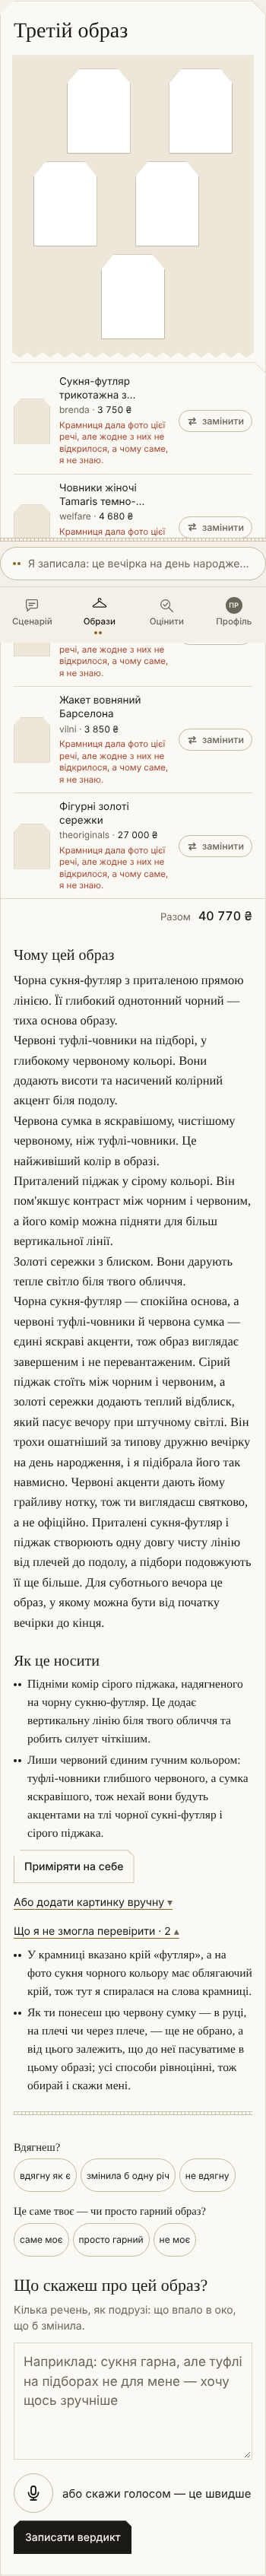 Третій образ
Сукня-футляр
трикотажна з...
brenda · 3 750 ₴
Крамниця дала фото цієї
речі, але жодне з них не
відкрилося, а чому саме,
я не знаю.
замінити
Човники жіночі
Tamaris темно-...
welfare · 4 680 ₴
Крамниця дала фото цієї
замінити
Я записала: це вечірка на день народже...
Сценарій
Образи
Оцінити
ПР
Профіль
речі, але жодне з них не
відкрилося, а чому саме,
я не знаю.
Жакет вовняний
Барселона
vilni · 3 850 ₴
Крамниця дала фото цієї
речі, але жодне з них не
відкрилося, а чому саме,
я не знаю.
замінити
Фігурні золоті
сережки
theoriginals · 27 000 ₴
Крамниця дала фото цієї
речі, але жодне з них не
відкрилося, а чому саме,
я не знаю.
замінити
Разом 40 770 ₴
Чому цей образ
Чорна сукня-футляр з приталеною прямою
лінією. Її глибокий однотонний чорний —
тиха основа образу.
Червоні туфлі-човники на підборі, у
глибокому червоному кольорі. Вони
додають висоти та насичений колірний
акцент біля подолу.
Червона сумка в яскравішому, чистішому
червоному, ніж туфлі-човники. Це
найживіший колір в образі.
Приталений піджак у сірому кольорі. Він
пом'якшує контраст між чорним і червоним,
а його комір можна підняти для більш
вертикальної лінії.
Золоті сережки з блиском. Вони дарують
тепле світло біля твого обличчя.
Чорна сукня-футляр — спокійна основа, а
червоні туфлі-човники й червона сумка —
єдині яскраві акценти, тож образ виглядає
завершеним і не перевантаженим. Сірий
піджак стоїть між чорним і червоним, а
золоті сережки додають теплий відблиск,
який пасує вечору при штучному світлі. Він
трохи ошатніший за типову дружню вечірку
на день народження, і я підібрала його так
навмисно. Червоні акценти дають йому
грайливу нотку, тож ти виглядаєш святково,
а не офіційно. Приталені сукня-футляр і
піджак створюють одну довгу чисту лінію
від плечей до подолу, а підбори подовжують
її ще більше. Для суботнього вечора це
образ, у якому можна бути від початку
вечірки до кінця.
Як це носити
Підніми комір сірого піджака, надягненого
на чорну сукню-футляр. Це додає
вертикальну лінію біля твого обличчя та
робить силует чіткішим.
Лиши червоний єдиним гучним кольором:
туфлі-човники глибшого червоного, а сумка
яскравішого, тож нехай вони будуть
акцентами на тлі чорної сукні-футляр і
сірого піджака.
Приміряти на себе
Або додати картинку вручну ▾
Що я не змогла перевірити · 2 ▴
У крамниці вказано крій «футляр», а на
фото сукня чорного кольору має облягаючий
крій, тож тут я спиралася на слова крамниці.
Як ти понесеш цю червону сумку — в руці,
на плечі чи через плече, — ще не обрано, а
від цього залежить, що до неї пасуватиме в
цьому образі; усі способи рівноцінні, тож
обирай і скажи мені.
Вдягнеш?
вдягну як є
змінила б одну річ
не вдягну
Це саме твоє — чи просто гарний образ?
саме моє
просто гарний
не моє
Що скажеш про цей образ?
Кілька речень, як подрузі: що впало в око,
що б змінила.
Наприклад: сукня гарна, але туфлі
на підборах не для мене — хочу
щось зручніше
або скажи голосом — це швидше
Записати вердикт